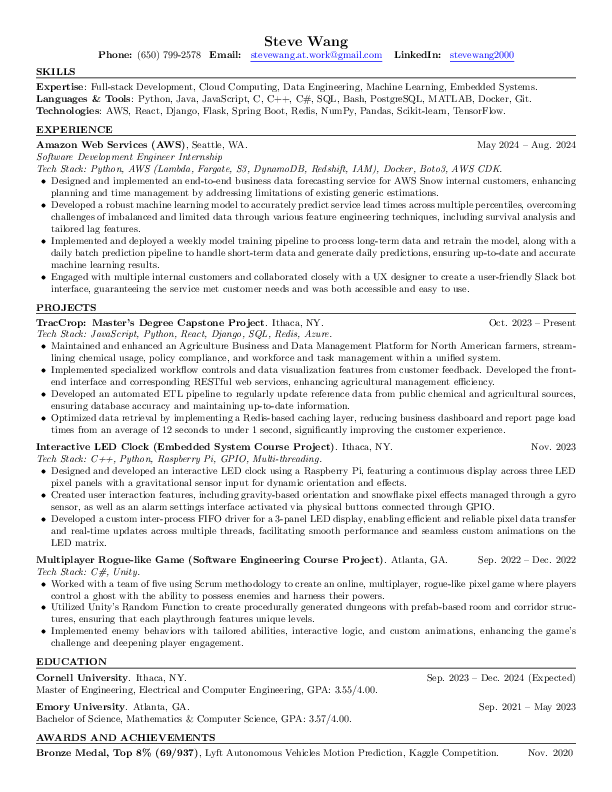 Steve Wang
Phone: (650) 799-2578 Email: stevewang.at.work@gmail.com LinkedIn: stevewang2000
SKILLS
Expertise: Full-stack Development, Cloud Computing, Data Engineering, Machine Learning, Embedded Systems.
Languages & Tools: Python, Java, JavaScript, C, C++, C#, SQL, Bash, PostgreSQL, MATLAB, Docker, Git.
Technologies: AWS, React, Django, Flask, Spring Boot, Redis, NumPy, Pandas, Scikit-learn, TensorFlow.
EXPERIENCE
Amazon Web Services (AWS), Seattle, WA. May 2024 – Aug. 2024
Software Development Engineer Internship
Tech Stack: Python, AWS (Lambda, Fargate, S3, DynamoDB, Redshift, IAM), Docker, Boto3, AWS CDK.
• Designed and implemented an end-to-end business data forecasting service for AWS Snow internal customers, enhancing
planning and time management by addressing limitations of existing generic estimates.
• Developed a robust machine learning model to accurately predict service lead times across multiple percentiles, overcoming
challenges of imbalanced and limited data through various feature engineering techniques, including survival analysis and
tailored lag features.
• Implemented and deployed a weekly model training pipeline to process long-term data and retrain the model, along with a
daily batch prediction pipeline to handle short-term data and generate daily predictions, ensuring up-to-date and accurate
machine learning results.
• Engaged with multiple internal customers and collaborated closely with a UX designer to create a user-friendly Slack bot
interface, guaranteeing the service met customer needs and was both accessible and easy to use.
PROJECTS
TracCrop: Master's Degree Capstone Project. Ithaca, NY. Oct. 2023 – Present
Tech Stack: JavaScript, Python, React, Django, SQL, Redis, Azure.
• Maintained and enhanced an Agriculture Business and Data Management Platform for North American farmers, stream-
lining chemical usage, policy compliance, and workforce and task management within a unified system.
• Implemented specialized workflow controls and data visualization features from customer feedback. Developed the front-
end interface and corresponding RESTful web services, enhancing agricultural management efficiency.
• Developed an automated ETL pipeline to regularly update reference data from public chemical and agricultural sources,
ensuring database accuracy and maintaining up-to-date information.
• Optimized data retrieval by implementing a Redis-based caching layer, reducing business dashboard and report page load
times from an average of 12 seconds to under 1 second, significantly improving the customer experience.
Interactive LED Clock (Embedded System Course Project). Ithaca, NY. Nov. 2023
Tech Stack: C++, Python, Raspberry Pi, GPIO, Multi-threading.
• Designed and developed an interactive LED clock using a Raspberry Pi, featuring a continuous display across three LED
pixel panels with a gravitational sensor input for dynamic orientation and effects.
• Created user interaction features, including gravity-based orientation and snowflake pixel effects managed through a gyro
sensor, as well as an alarm settings interface activated via physical buttons connected through GPIO.
• Developed a custom inter-process FIFO driver for a 3-panel LED display, enabling efficient and reliable pixel data transfer
and real-time updates across multiple threads, facilitating smooth performance and seamless custom animations on the
LED matrix.
Multiplayer Rogue-like Game (Software Engineering Course Project). Atlanta, GA. Sep. 2022 – Dec. 2022
Tech Stack: C#, Unity.
• Worked with a team of five using Scrum methodology to create an online, multiplayer, rogue-like pixel game where players
control a ghost with the ability to possess enemies and harness their powers.
• Utilized Unity's Random Function to create procedurally generated dungeons with prefab-based room and corridor struc-
tures, ensuring that each playthrough features unique levels.
• Implemented enemy behaviors with tailored abilities, interactive logic, and custom animations, enhancing the game's
challenge and deepening player engagement.
EDUCATION
Cornell University. Ithaca, NY. Sep. 2023 – Dec. 2024 (Expected)
Master of Engineering, Electrical and Computer Engineering, GPA: 3.55/4.00.
Emory University. Atlanta, GA. Sep. 2021 – May 2023
Bachelor of Science, Mathematics & Computer Science, GPA: 3.57/4.00.
AWARDS AND ACHIEVEMENTS
Bronze Medal, Top 8% (69/937), Lyft Autonomous Vehicles Motion Prediction, Kaggle Competition. Nov. 2020